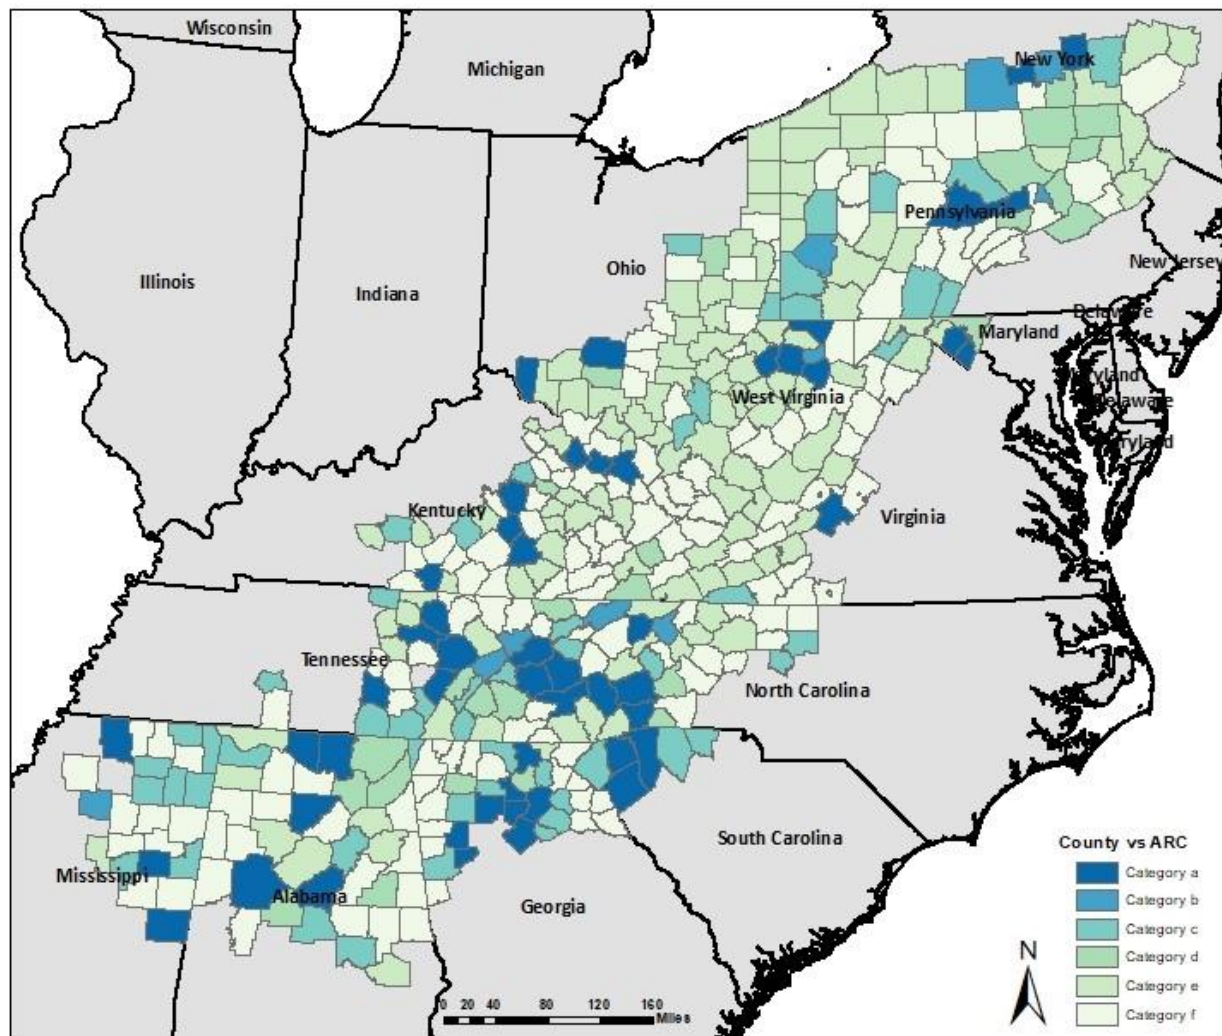 Wisconsin
Michigan
New York
Pennsylvania
Illinois
Indiana
Ohio
New Jersey
Delaware
Maryland
Maryland
Delaware
Maryland
West Virginia
Kentucky
Virginia
Tennessee
North Carolina
South Carolina
Mississippi
Alabama
Georgia
County vs ARC
Category a
Category b
Category c
Category d
Category e
Category f
N
0 20 40 80 120 160
Miles